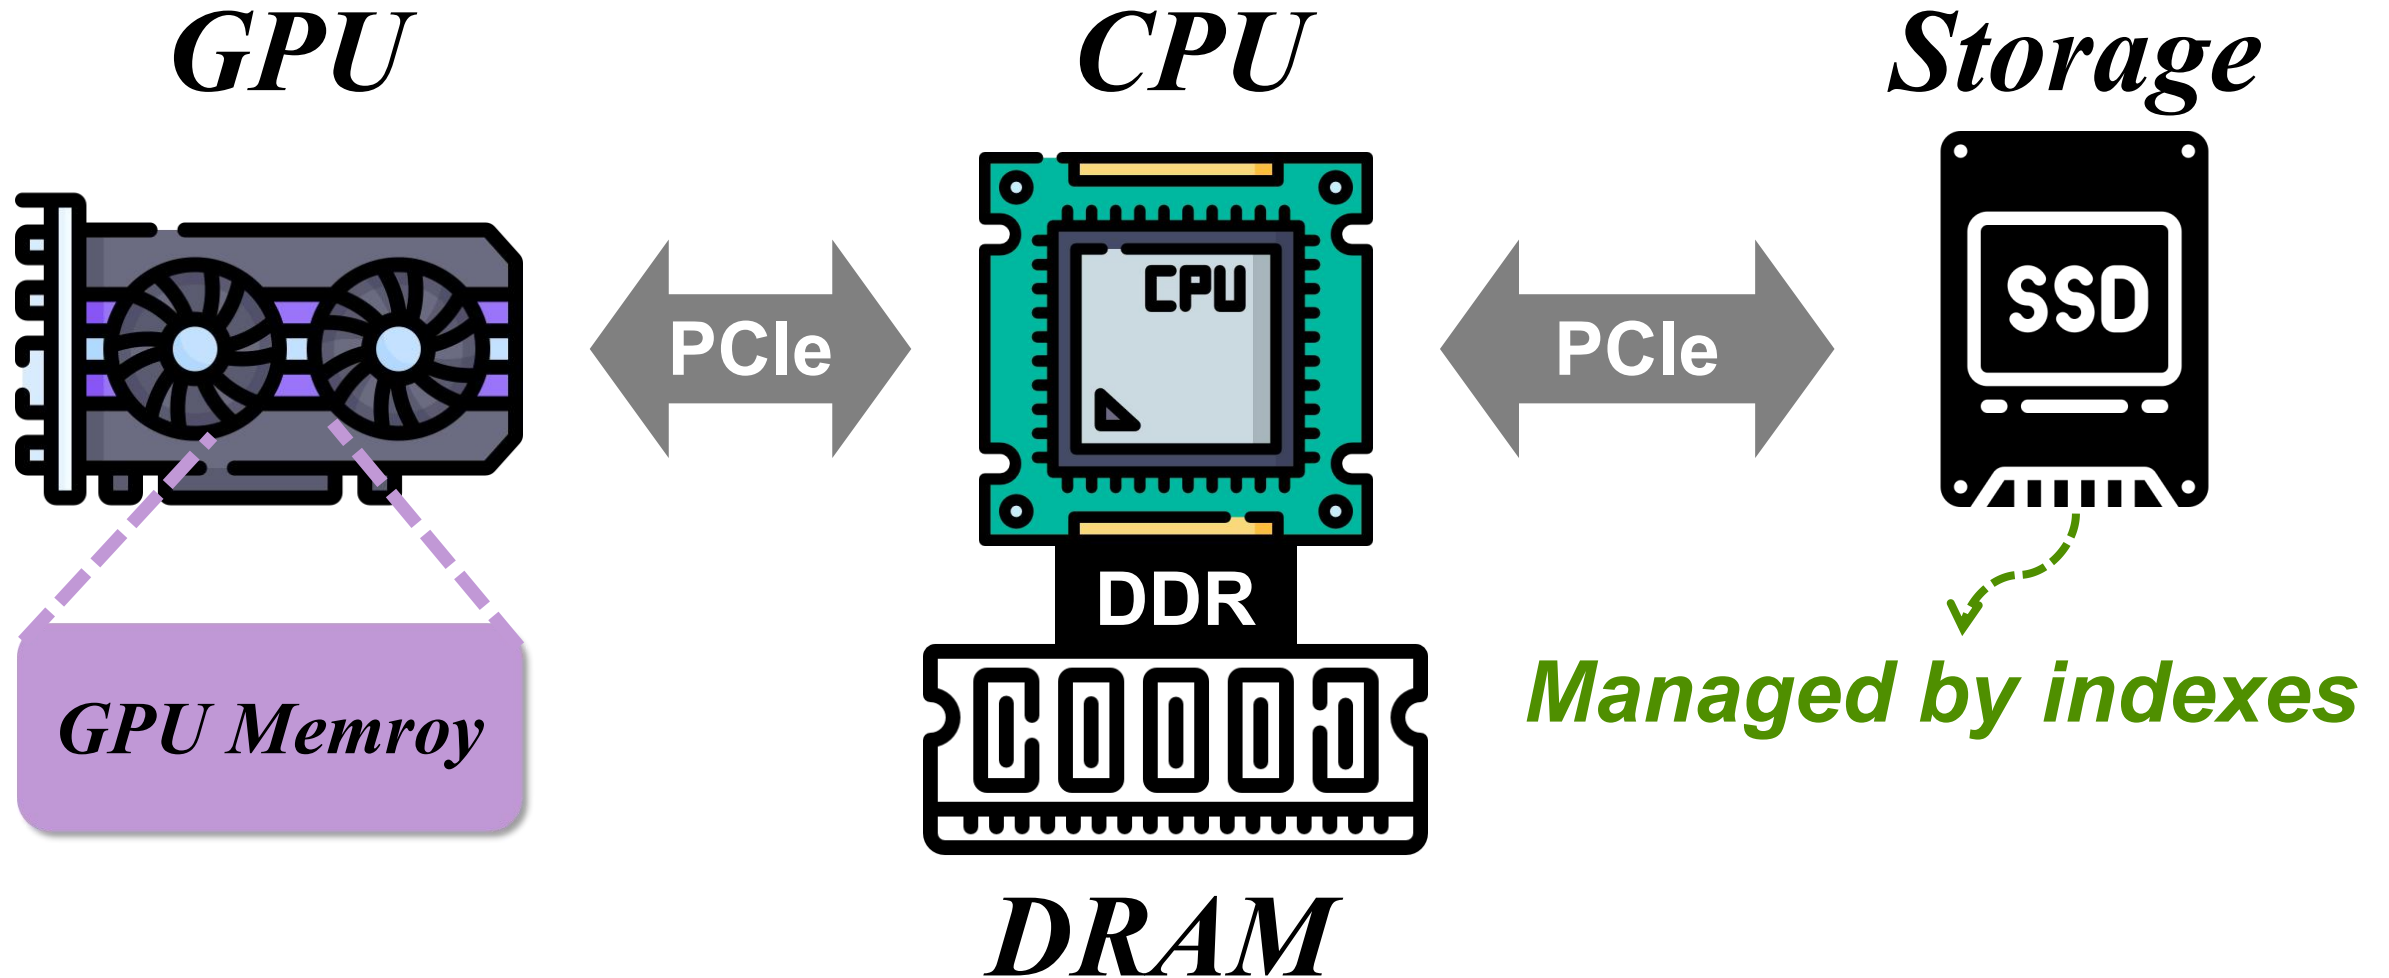 GPU
CPU
Storage
CPU
SSD
PCIe
PCIe
DDR
GPU Memroy
Managed by indexes
DRAM